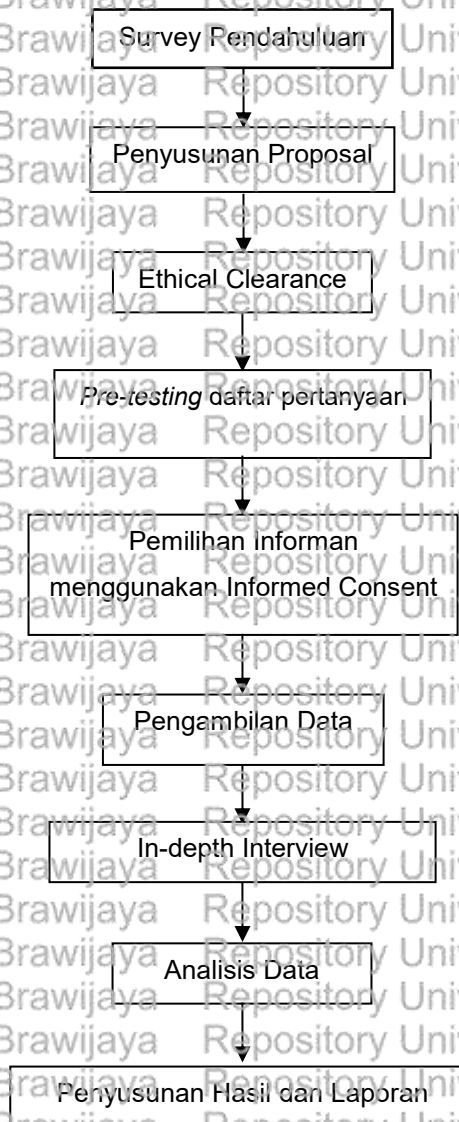 Survey Pendahuluan
Penyusunan Proposal
Ethical Clearance
Pre-testing daftar pertanyaan
Pemilihan Informan
menggunakan Informed Consent
Pengambilan Data
In-depth Interview
Analisis Data
Penyusunan Hasil dan Laporan